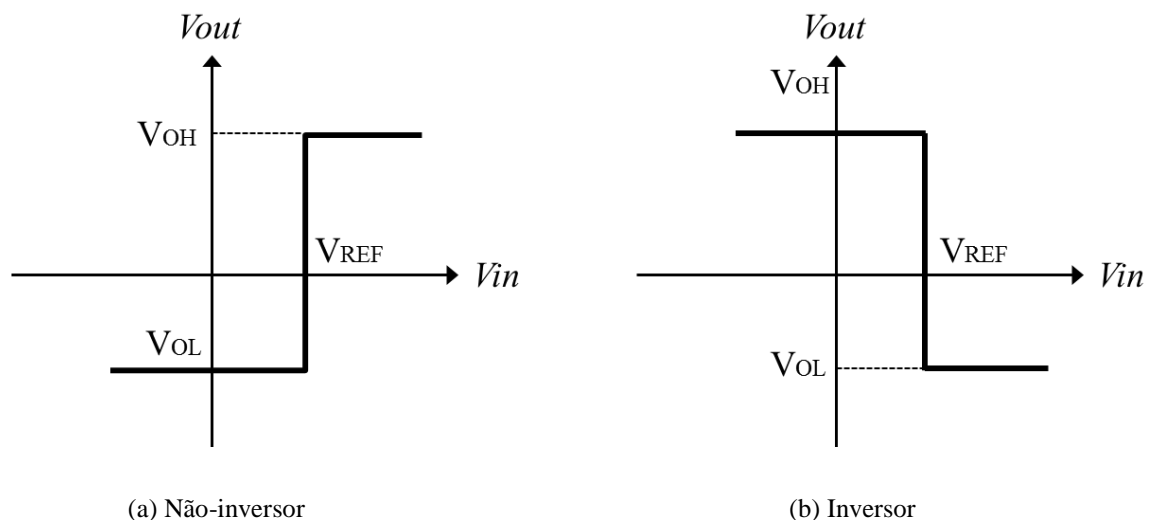 Vout
VOH
VREF
Vin
VOL
(a) Não-inversor
Vout
VOH
VREF
Vin
VOL
(b) Inversor